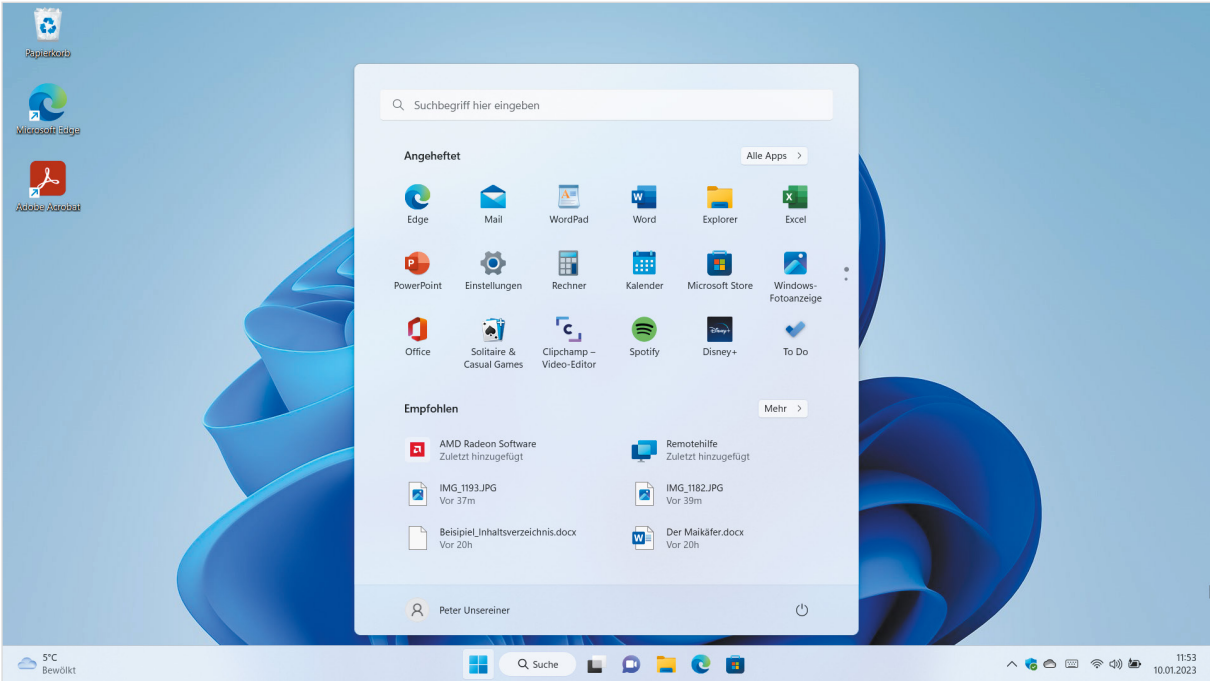 Papierkorb
Microsoft Edge
Adobe Acrobat
Suchbegriff hier eingeben
Angeheftet
Alle Apps >
Edge
Mail
WordPad
Word
Explorer
Excel
PowerPoint
Einstellungen
Rechner
Kalender
Microsoft Store
Windows-
Fotoanzeige
Office
Solitaire &
Casual Games
Clipchamp –
Video-Editor
Spotify
Disney+
To Do
Empfohlen
Mehr >
AMD Radeon Software
Zuletzt hinzugefügt
Remotehilfe
Zuletzt hinzugefügt
IMG_1193.JPG
Vor 37m
IMG_1182.JPG
Vor 39m
Beisipiel_Inhaltsverzeichnis.docx
Vor 20h
Der Maikäfer.docx
Vor 20h
Peter Unsereiner
5°C
Bewölkt
Suche
11:53
10.01.2023